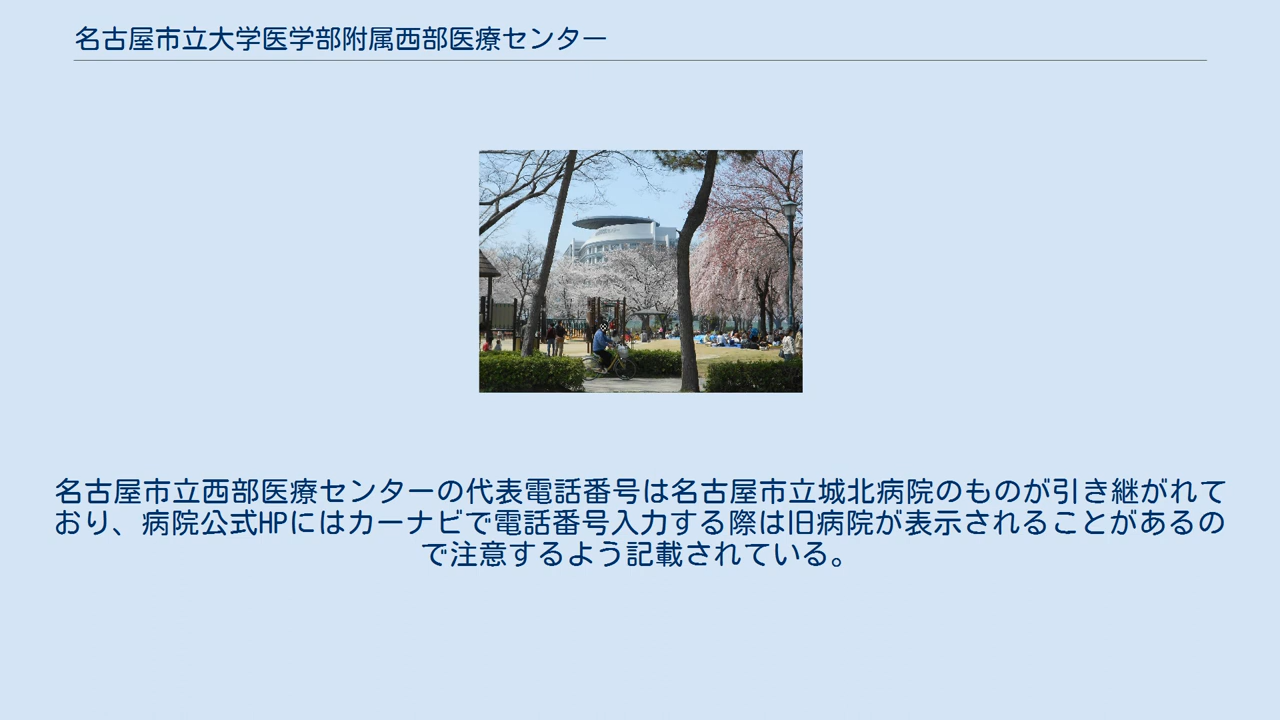 名古屋市立大学医学部附属西部医療センター
名古屋市立西部医療センターの代表電話番号は名古屋市立城北病院のものが引き継がれて
おり、病院公式HPにはカーナビで電話番号入力する際は旧病院が表示されることがあるの
で注意するよう記載されている。